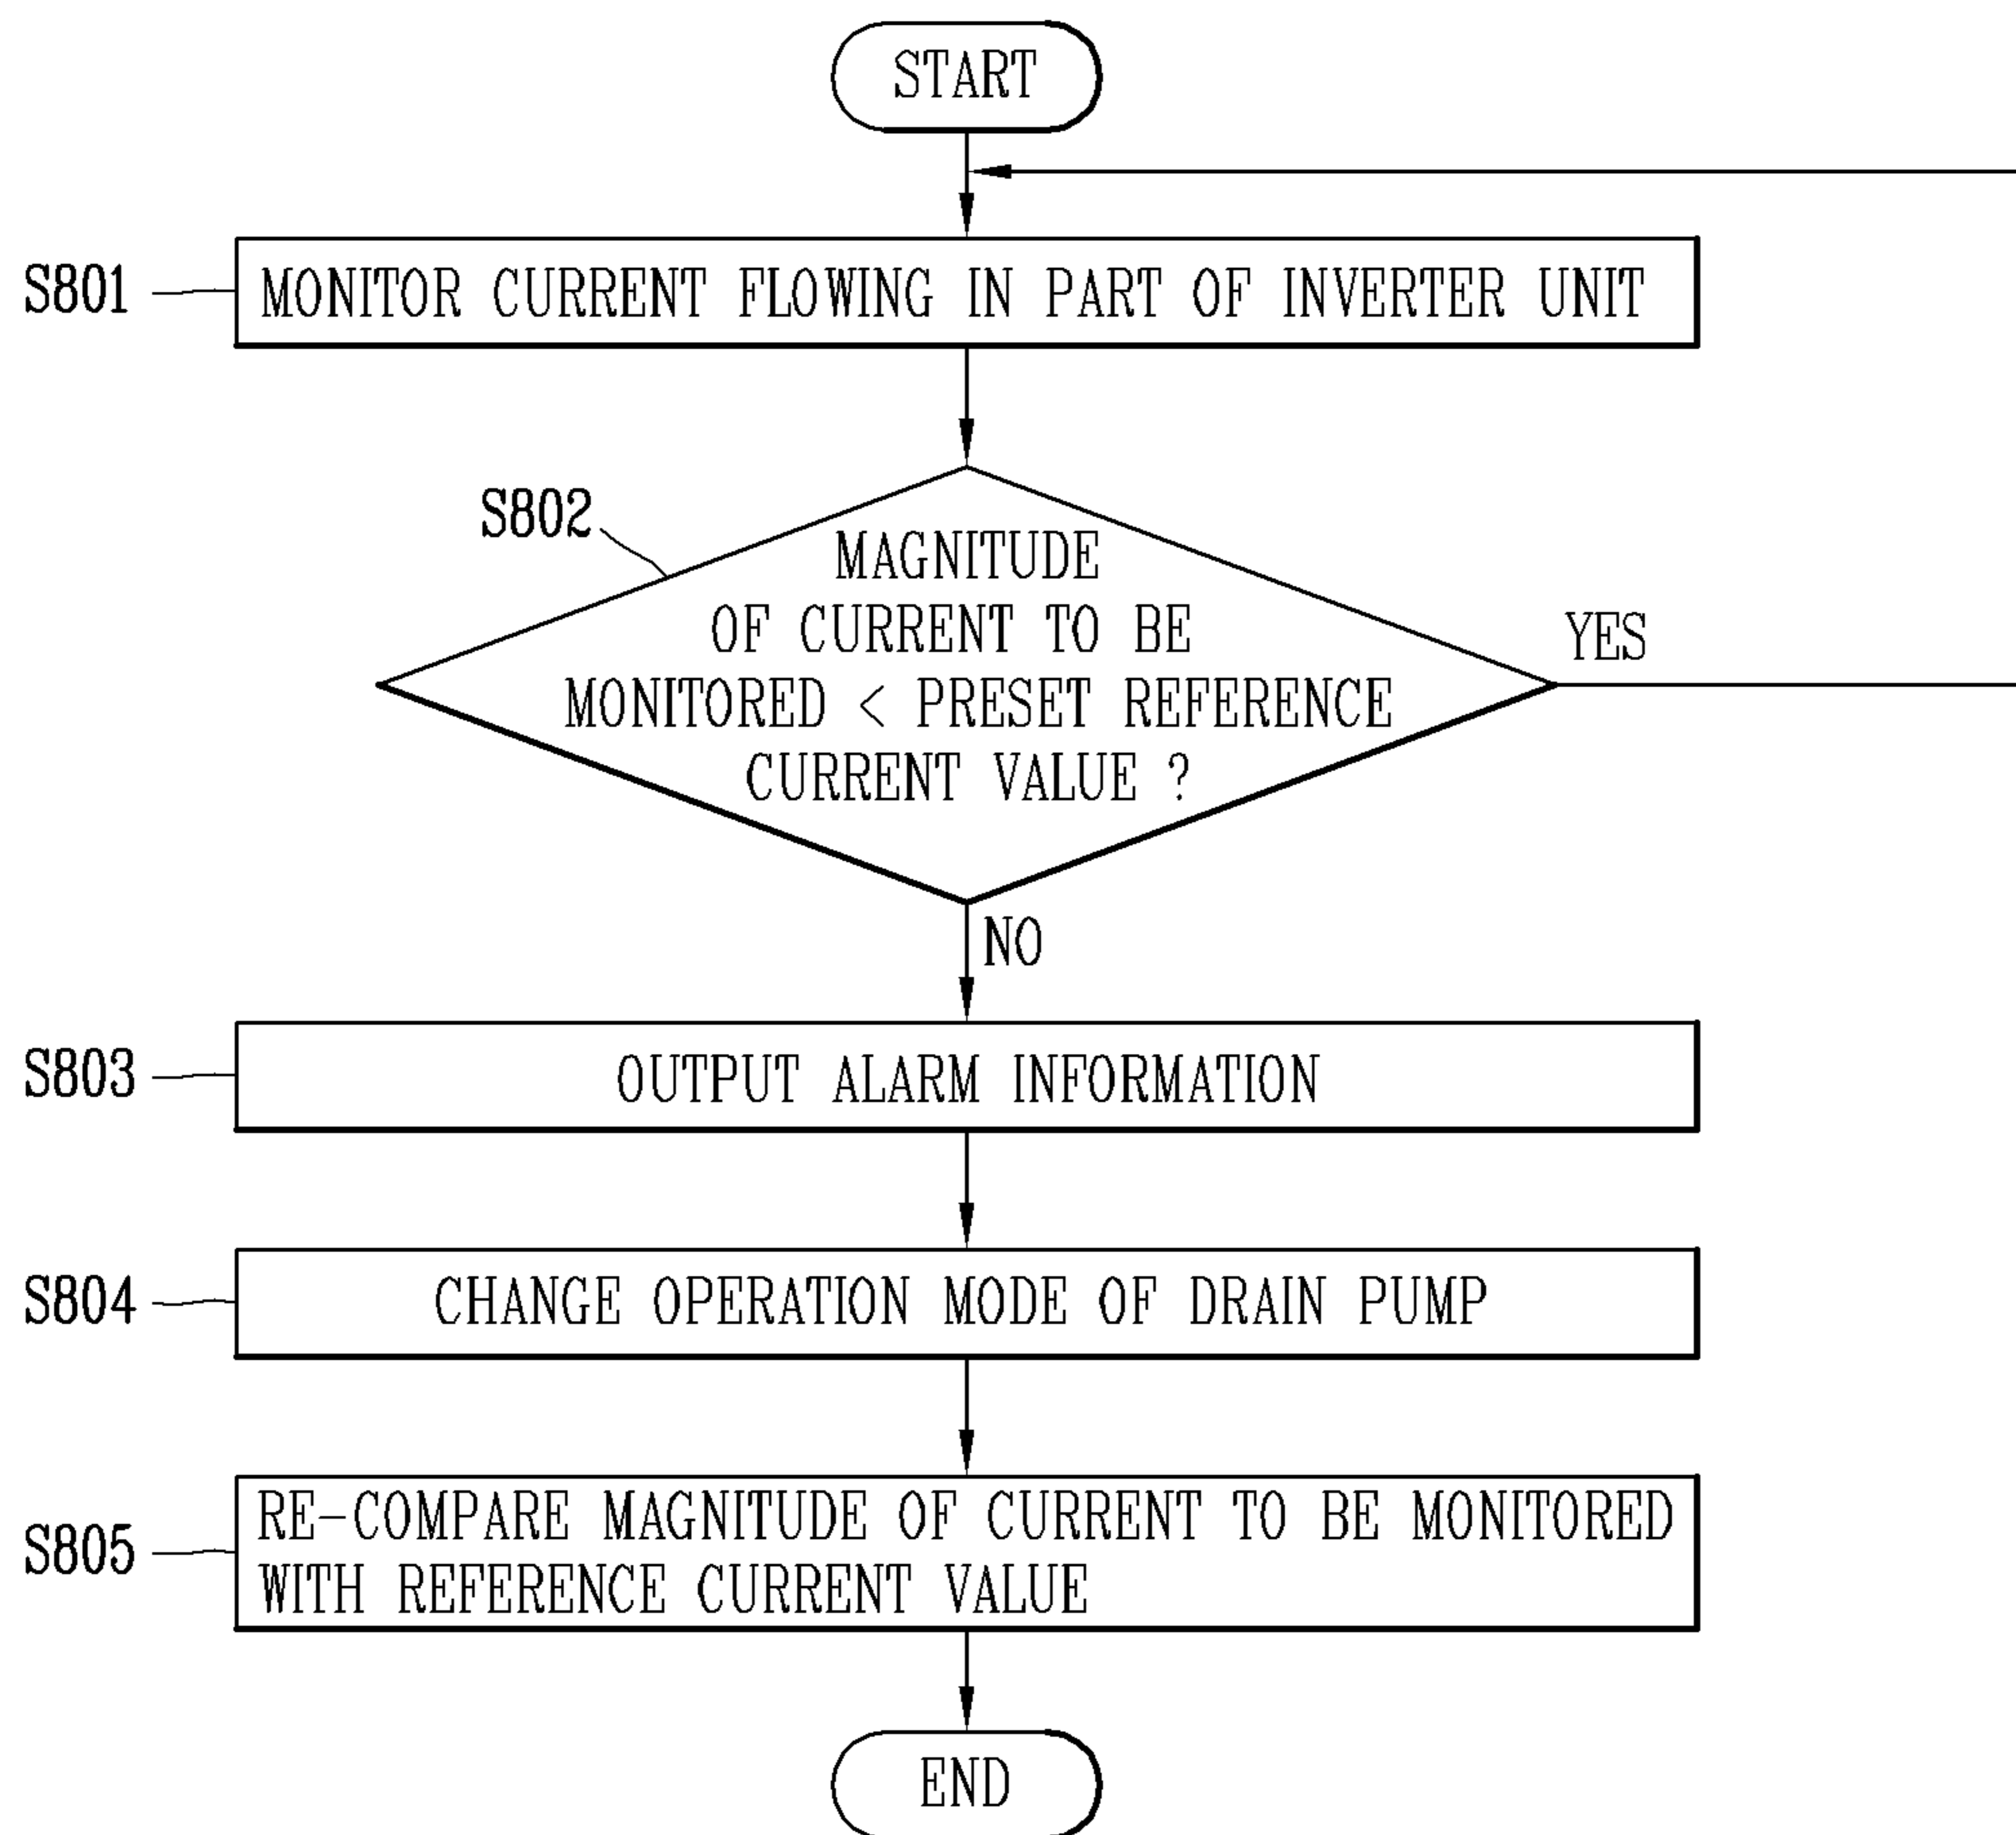 START
S801
MONITOR CURRENT FLOWING IN PART OF INVERTER UNIT
S802
MAGNITUDE
OF CURRENT TO BE
MONITORED < PRESET REFERENCE
CURRENT VALUE ?
YES
NO
S803
OUTPUT ALARM INFORMATION
S804
CHANGE OPERATION MODE OF DRAIN PUMP
S805
RE-COMPARE MAGNITUDE OF CURRENT TO BE MONITORED
WITH REFERENCE CURRENT VALUE
END